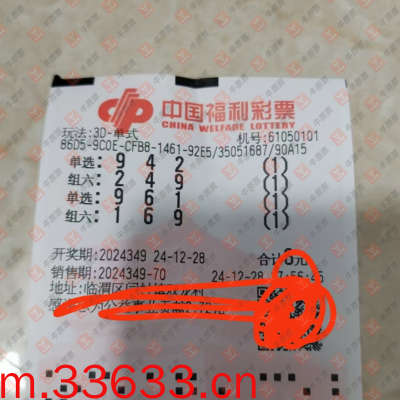 中国福利彩票
CHINA WELFARE LOTTERY
玩法:3D-单式 机号:61050101
86D5-9C0E-CFB8-1461-92E5/35051687/90A15
单选: 9 4 2 (1)
组六: 2 4 9 (1)
单选: 9 6 1 (1)
组六: 1 6 9 (1)
开奖期:2024349 24-12-28 合计8元
销售期:2024349-70 24-12-28
地址:临渭区
m.33633.cn